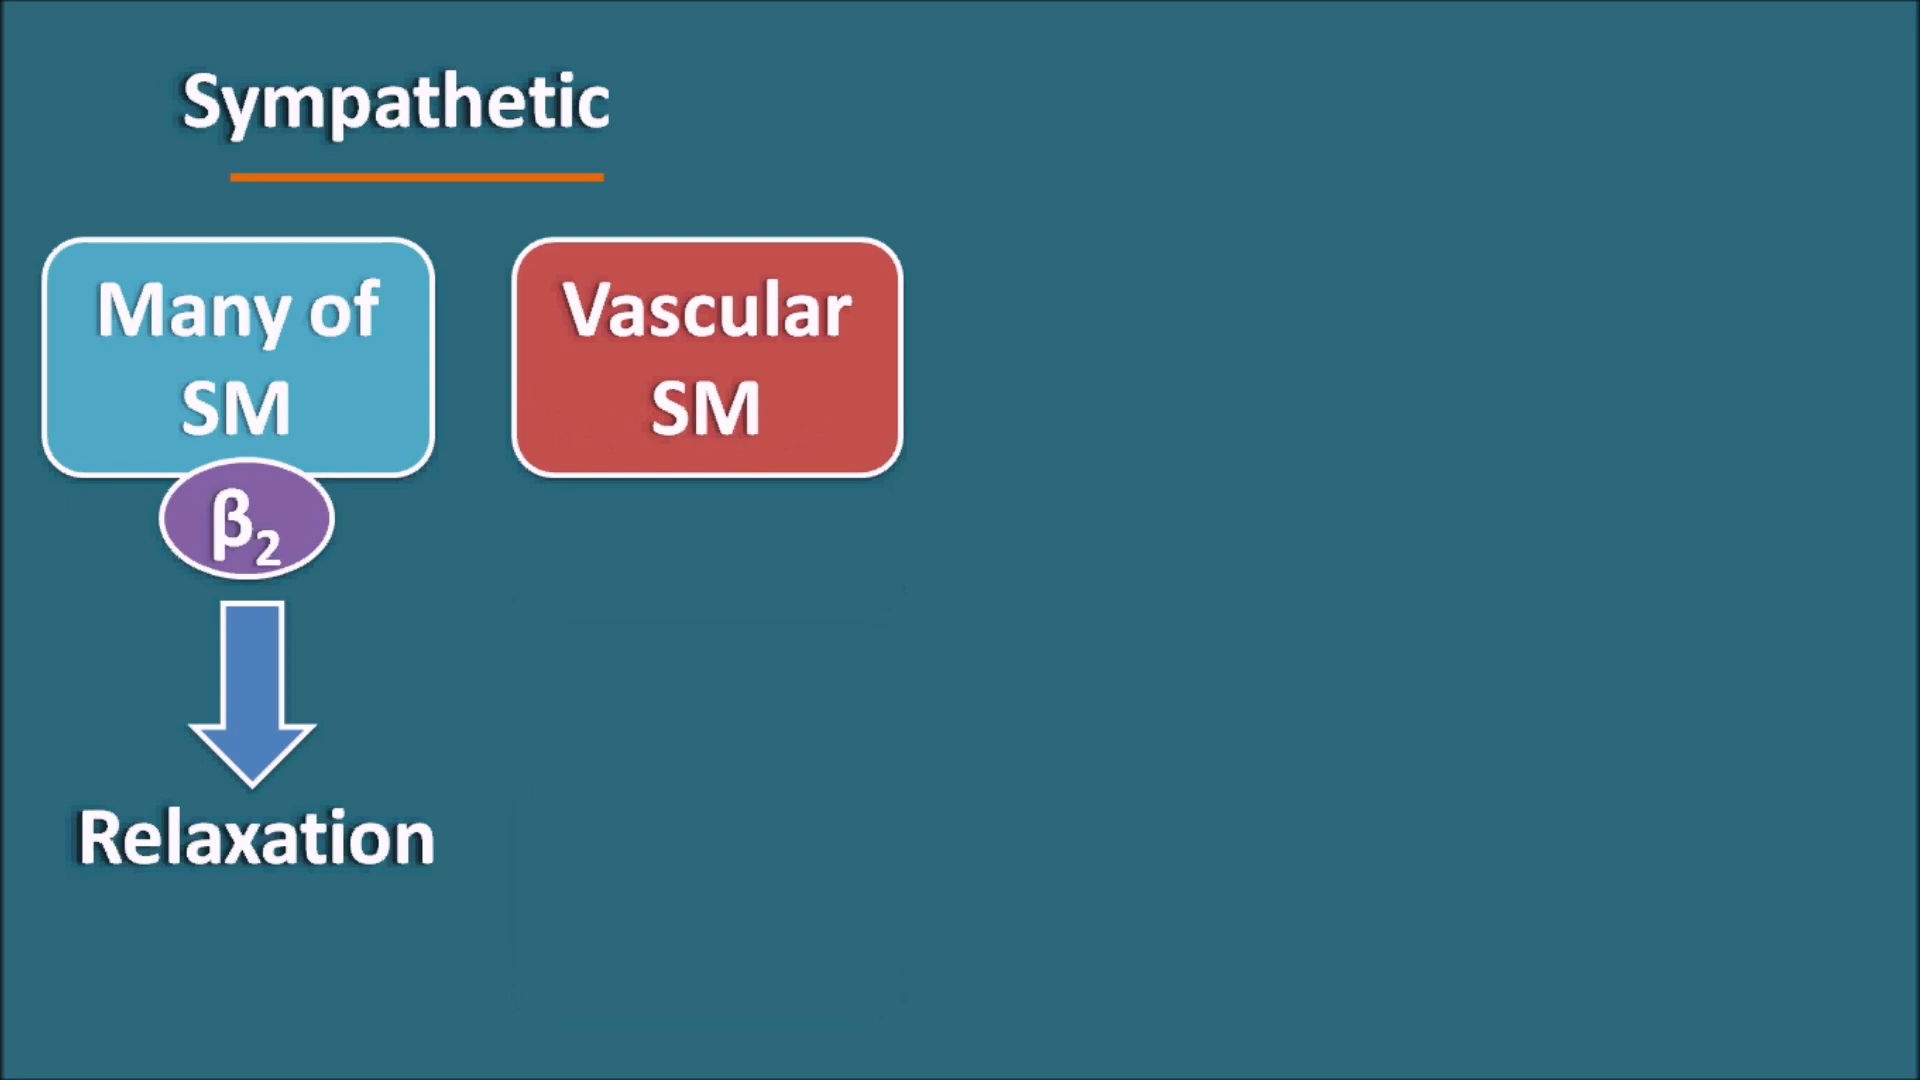 Sympathetic
Many of
SM
Vascular
SM
β₂
Relaxation